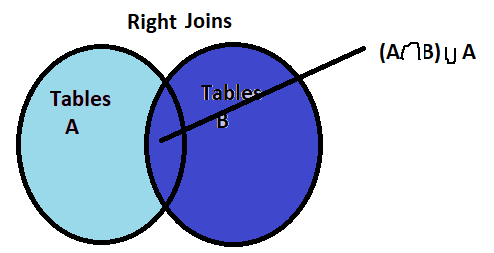 Right Joins
Tables
A
Tables
B
(A∩B)∪A